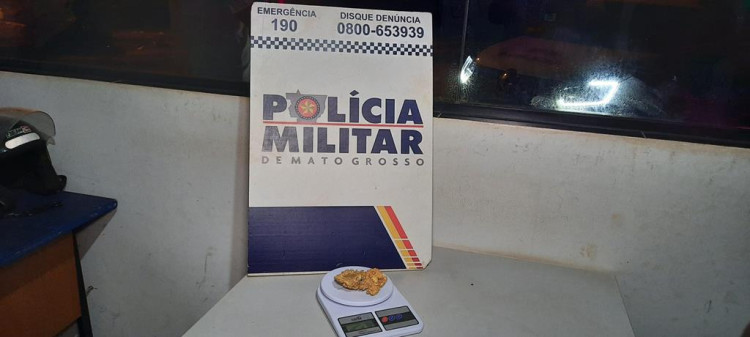 EMERGÊNCIA
190
DISQUE DENÚNCIA
0800-653939
POLÍCIA
MILITAR
DE MATO GROSSO